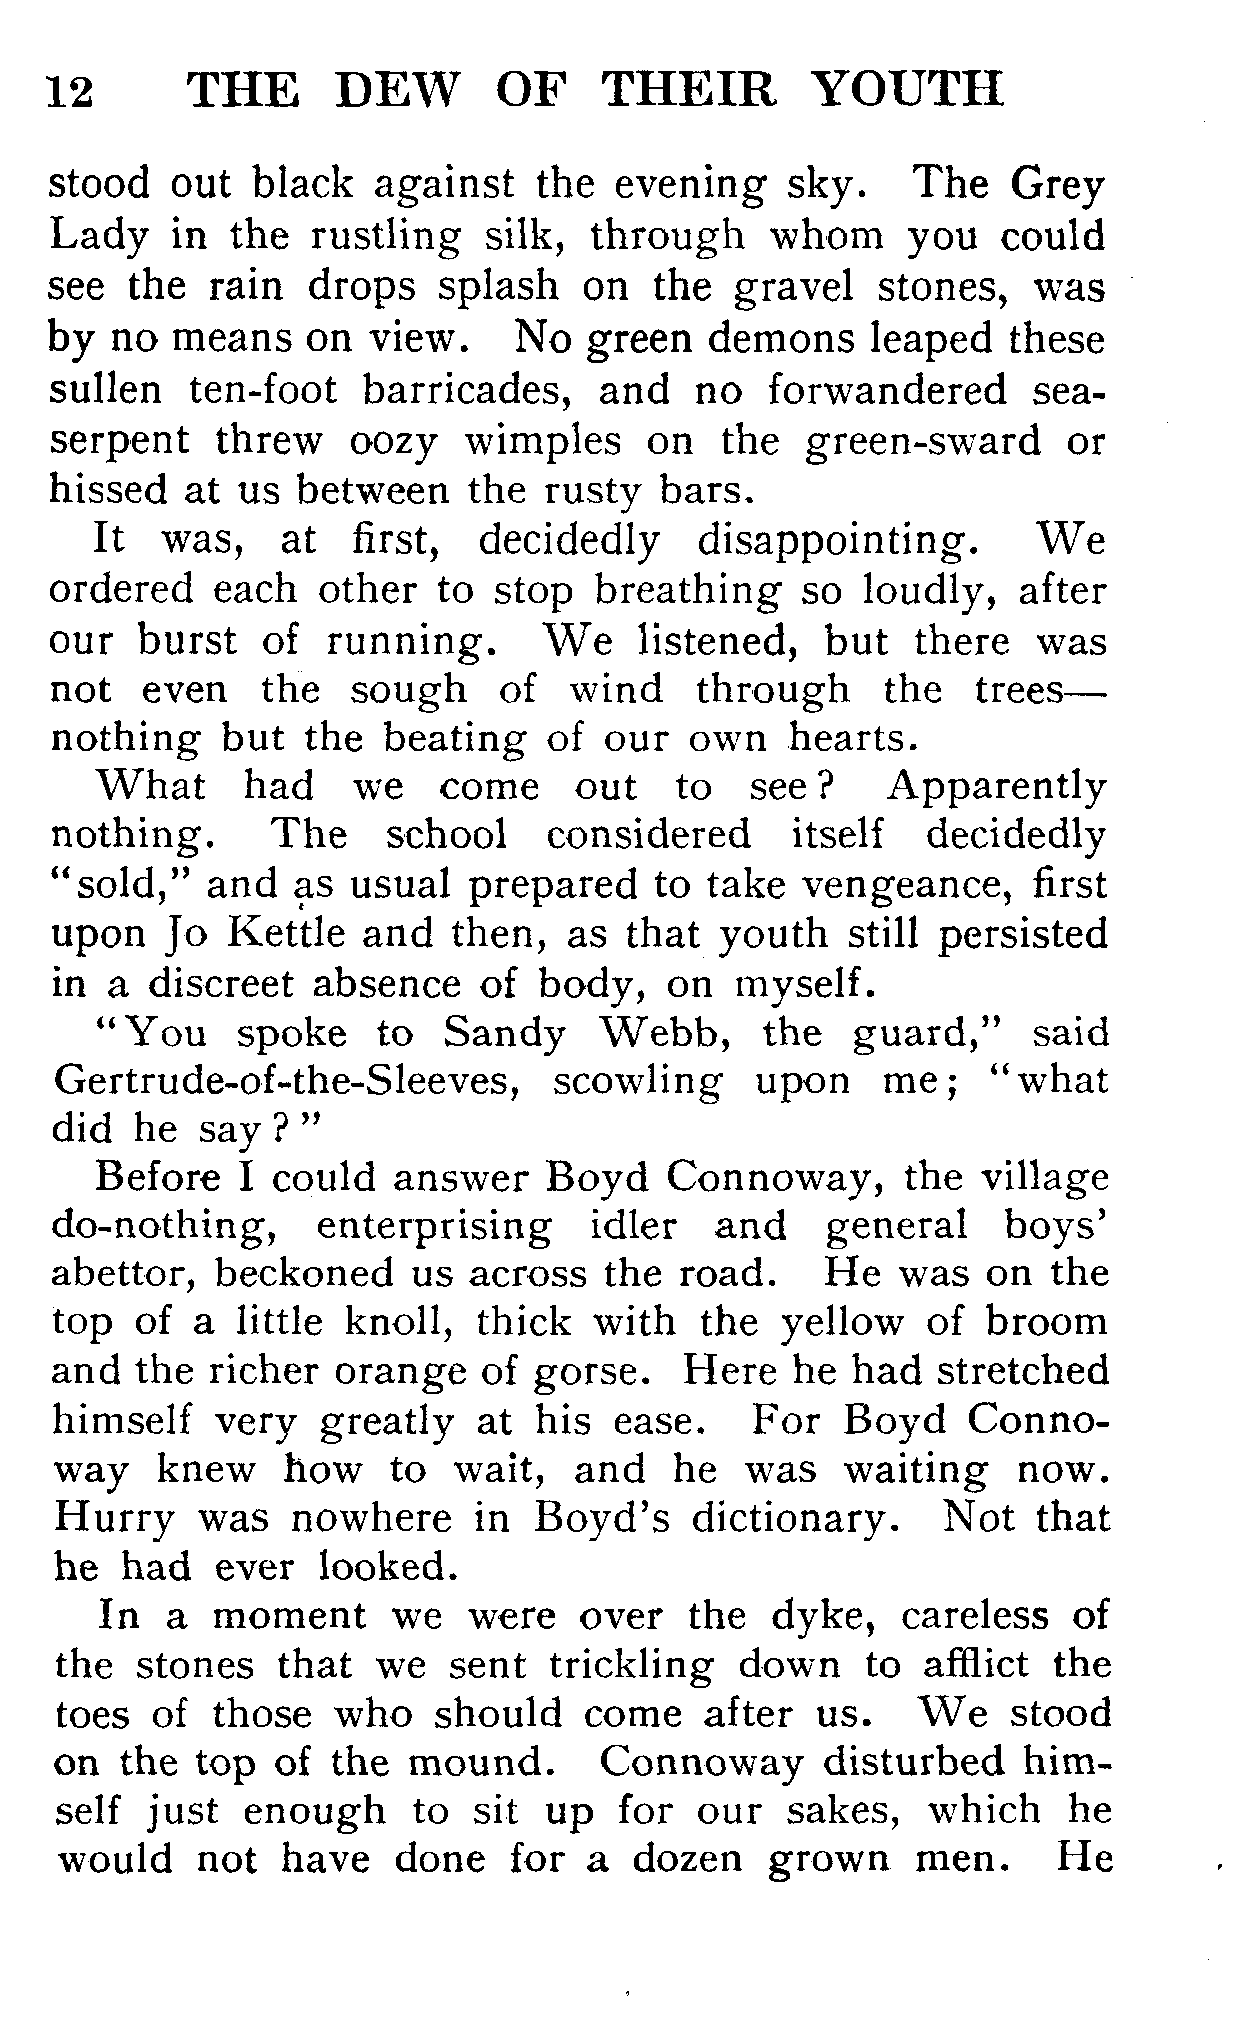 12 THE DEW OF THEIR YOUTH
stood out black against the evening sky. The Grey
Lady in the rustling silk, through whom you could
see the rain drops splash on the gravel stones, was
by no means on view. No green demons leaped these
sullen ten-foot barricades, and no forwandered sea-
serpent threw oozy wimples on the green-sward or
hissed at us between the rusty bars.
It was, at first, decidedly disappointing. We
ordered each other to stop breathing so loudly, after
our burst of running. We listened, but there was
not even the sough of wind through the trees—
nothing but the beating of our own hearts.
What had we come out to see? Apparently
nothing. The school considered itself decidedly
"sold," and as usual prepared to take vengeance, first
upon Jo Kettle and then, as that youth still persisted
in a discreet absence of body, on myself.
"You spoke to Sandy Webb, the guard," said
Gertrude-of-the-Sleeves, scowling upon me; "what
did he say?"
Before I could answer Boyd Connoway, the village
do-nothing, enterprising idler and general boys'
abettor, beckoned us across the road. He was on the
top of a little knoll, thick with the yellow of broom
and the richer orange of gorse. Here he had stretched
himself very greatly at his ease. For Boyd Conno-
way knew how to wait, and he was waiting now.
Hurry was nowhere in Boyd's dictionary. Not that
he had ever looked.
In a moment we were over the dyke, careless of
the stones that we sent trickling down to afflict the
toes of those who should come after us. We stood
on the top of the mound. Connoway disturbed him-
self just enough to sit up for our sakes, which he
would not have done for a dozen grown men. He